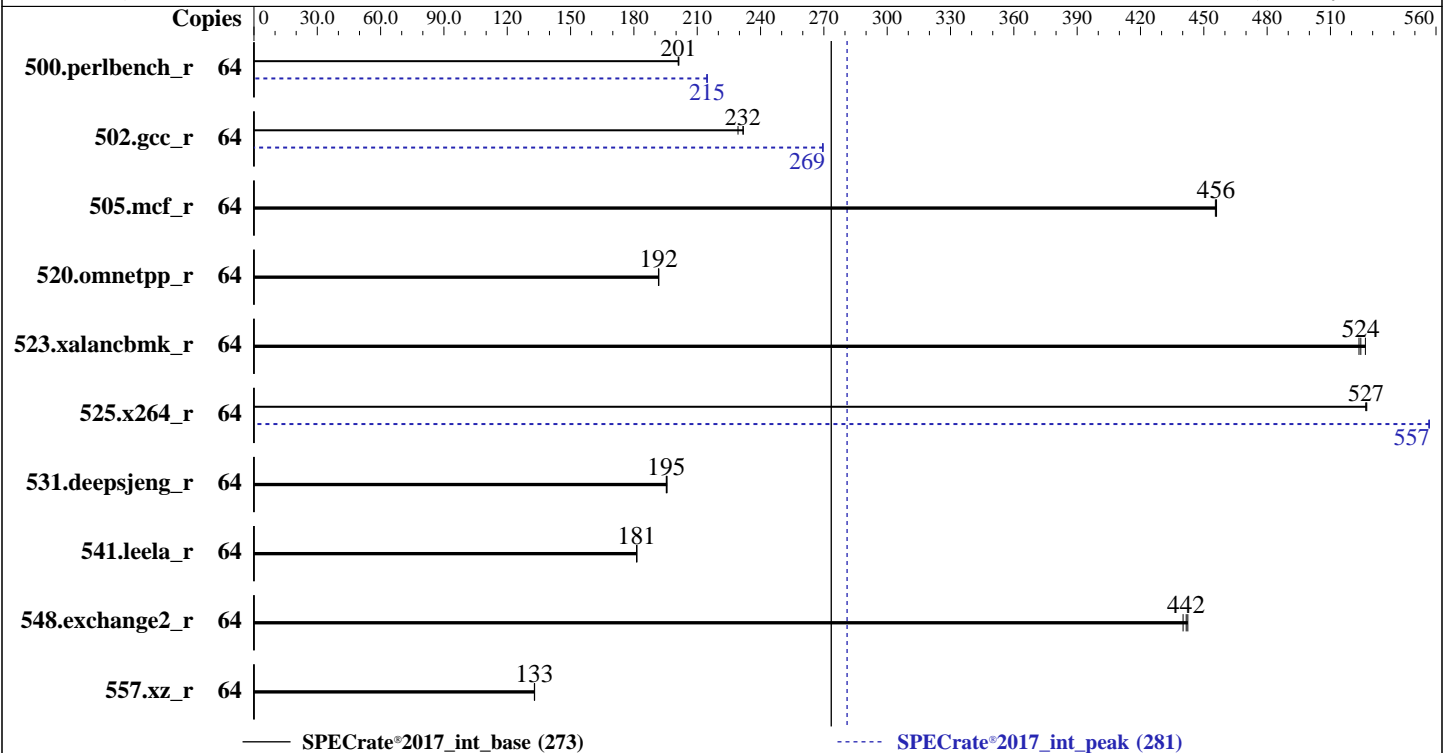 Copies 0 30.0 60.0 90.0 120 150 180 210 240 270 300 330 360 390 420 450 480 510 560
500.perlbench_r 64 201
215
502.gcc_r 64 232
269
505.mcf_r 64 456
520.omnetpp_r 64 192
523.xalancbmk_r 64 524
525.x264_r 64 527
557
531.deepsjeng_r 64 195
541.leela_r 64 181
548.exchange2_r 64 442
557.xz_r 64 133
SPECrate®2017_int_base (273) SPECrate®2017_int_peak (281)